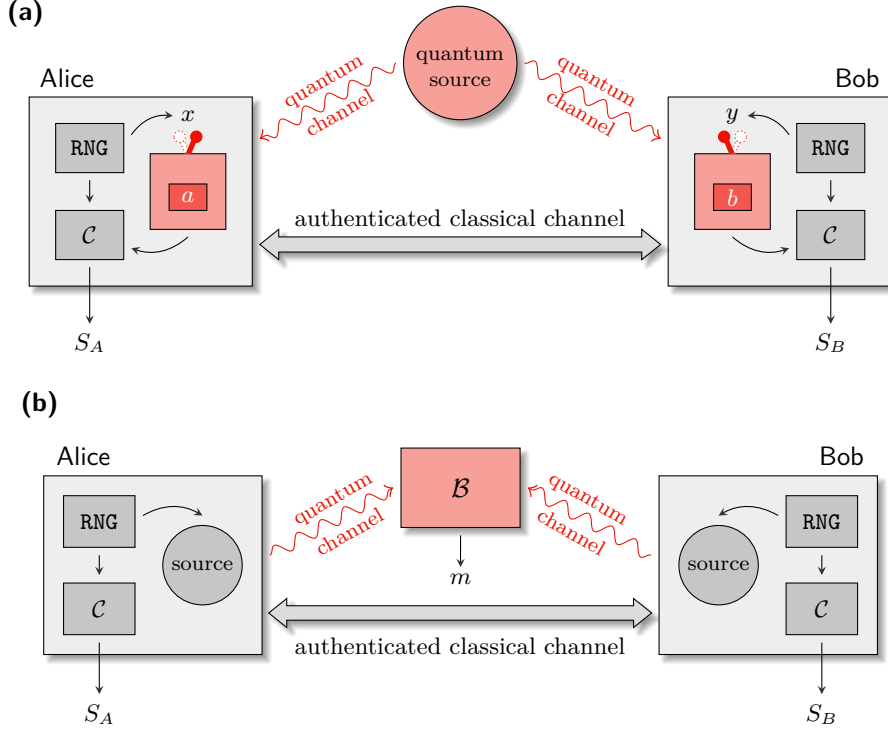 (a)
quantum
source
Alice
Bob
quantum
channel
quantum
channel
RNG
x
a
C
y
RNG
b
C
authenticated classical channel
S_A
S_B
(b)
Alice
Bob
RNG
source
C
quantum
channel
B
m
quantum
channel
RNG
source
C
authenticated classical channel
S_A
S_B